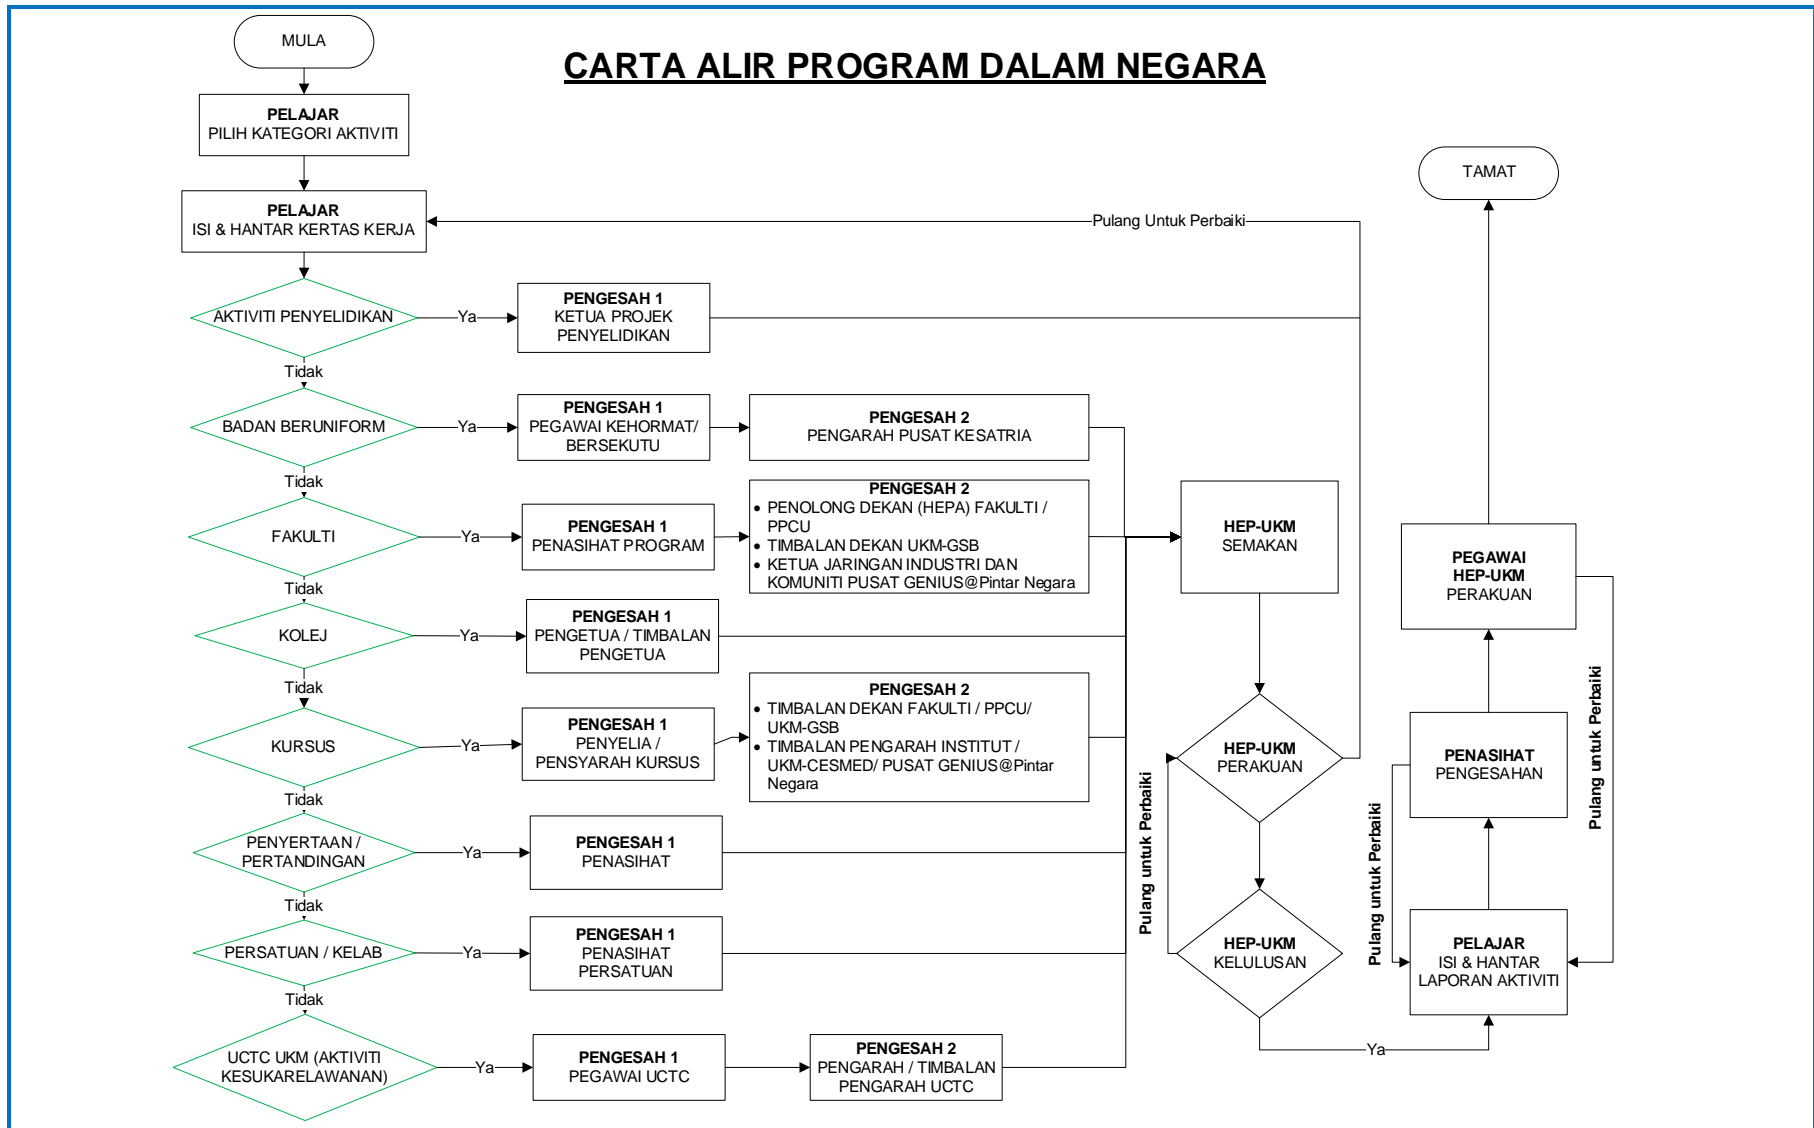 MULA
CARTA ALIR PROGRAM DALAM NEGARA
PELAJAR
PILIH KATEGORI AKTIVITI
TAMAT
PELAJAR
ISI & HANTAR KERTAS KERJA
Pulang Untuk Perbaiki
AKTIVITI PENYELIDIKAN
Ya
PENGESAH 1
KETUA PROJEK
PENYELIDIKAN
Tidak
BADAN BERUNIFORM
Ya
PENGESAH 1
PEGAWAI KEHORMAT/
BERSEKUTU
PENGESAH 2
PENGARAH PUSAT KESATRIA
Tidak
FAKULTI
Ya
PENGESAH 1
PENASIHAT PROGRAM
PENGESAH 2
• PENOLONG DEKAN (HEPA) FAKULTI /
PPCU
• TIMBALAN DEKAN UKM-GSB
• KETUA JARINGAN INDUSTRI DAN
KOMUNITI PUSAT GENIUS@Pintar Negara
HEP-UKM
SEMAKAN
PEGAWAI
HEP-UKM
PERAKUAN
Tidak
KOLEJ
Ya
PENGESAH 1
PENGETUA / TIMBALAN
PENGETUA
Tidak
KURSUS
Ya
PENGESAH 1
PENYELIA /
PENSYARAH KURSUS
PENGESAH 2
• TIMBALAN DEKAN FAKULTI / PPCU/
UKM-GSB
• TIMBALAN PENGARAH INSTITUT /
UKM-CESMED/ PUSAT GENIUS@Pintar
Negara
HEP-UKM
PERAKUAN
PENASIHAT
PENGESAHAN
Pulang untuk Perbaiki
Tidak
PENYERTAAN /
PERTANDINGAN
Ya
PENGESAH 1
PENASIHAT
Pulang untuk Perbaiki
Pulang untuk Perbaiki
Tidak
PERSATUAN / KELAB
Ya
PENGESAH 1
PENASIHAT
PERSATUAN
HEP-UKM
KELULUSAN
PELAJAR
ISI & HANTAR
LAPORAN AKTIVITI
Tidak
UCTC UKM (AKTIVITI
KESUKARELAWANAN)
Ya
PENGESAH 1
PEGAWAI UCTC
PENGESAH 2
PENGARAH / TIMBALAN
PENGARAH UCTC
Ya